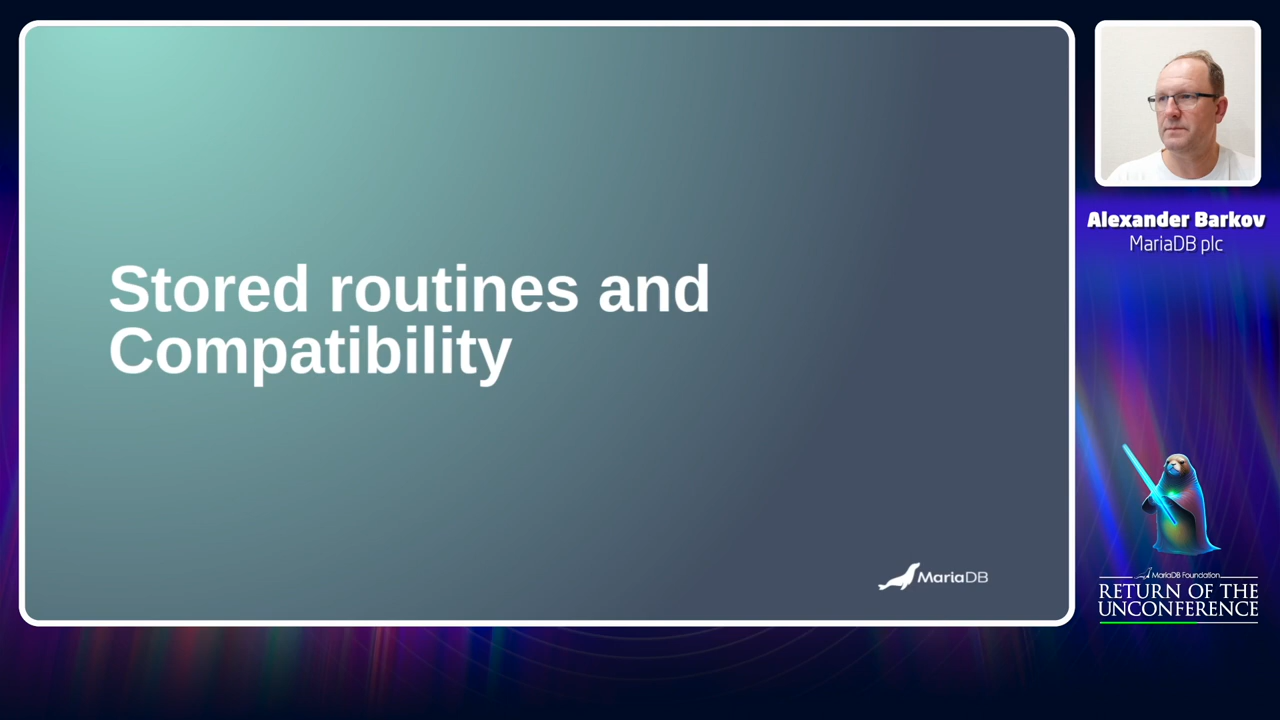 Stored routines and
Compatibility
MariaDB
Alexander Barkov
MariaDB plc
MariaDB Foundation
RETURN OF THE
UNCONFERENCE